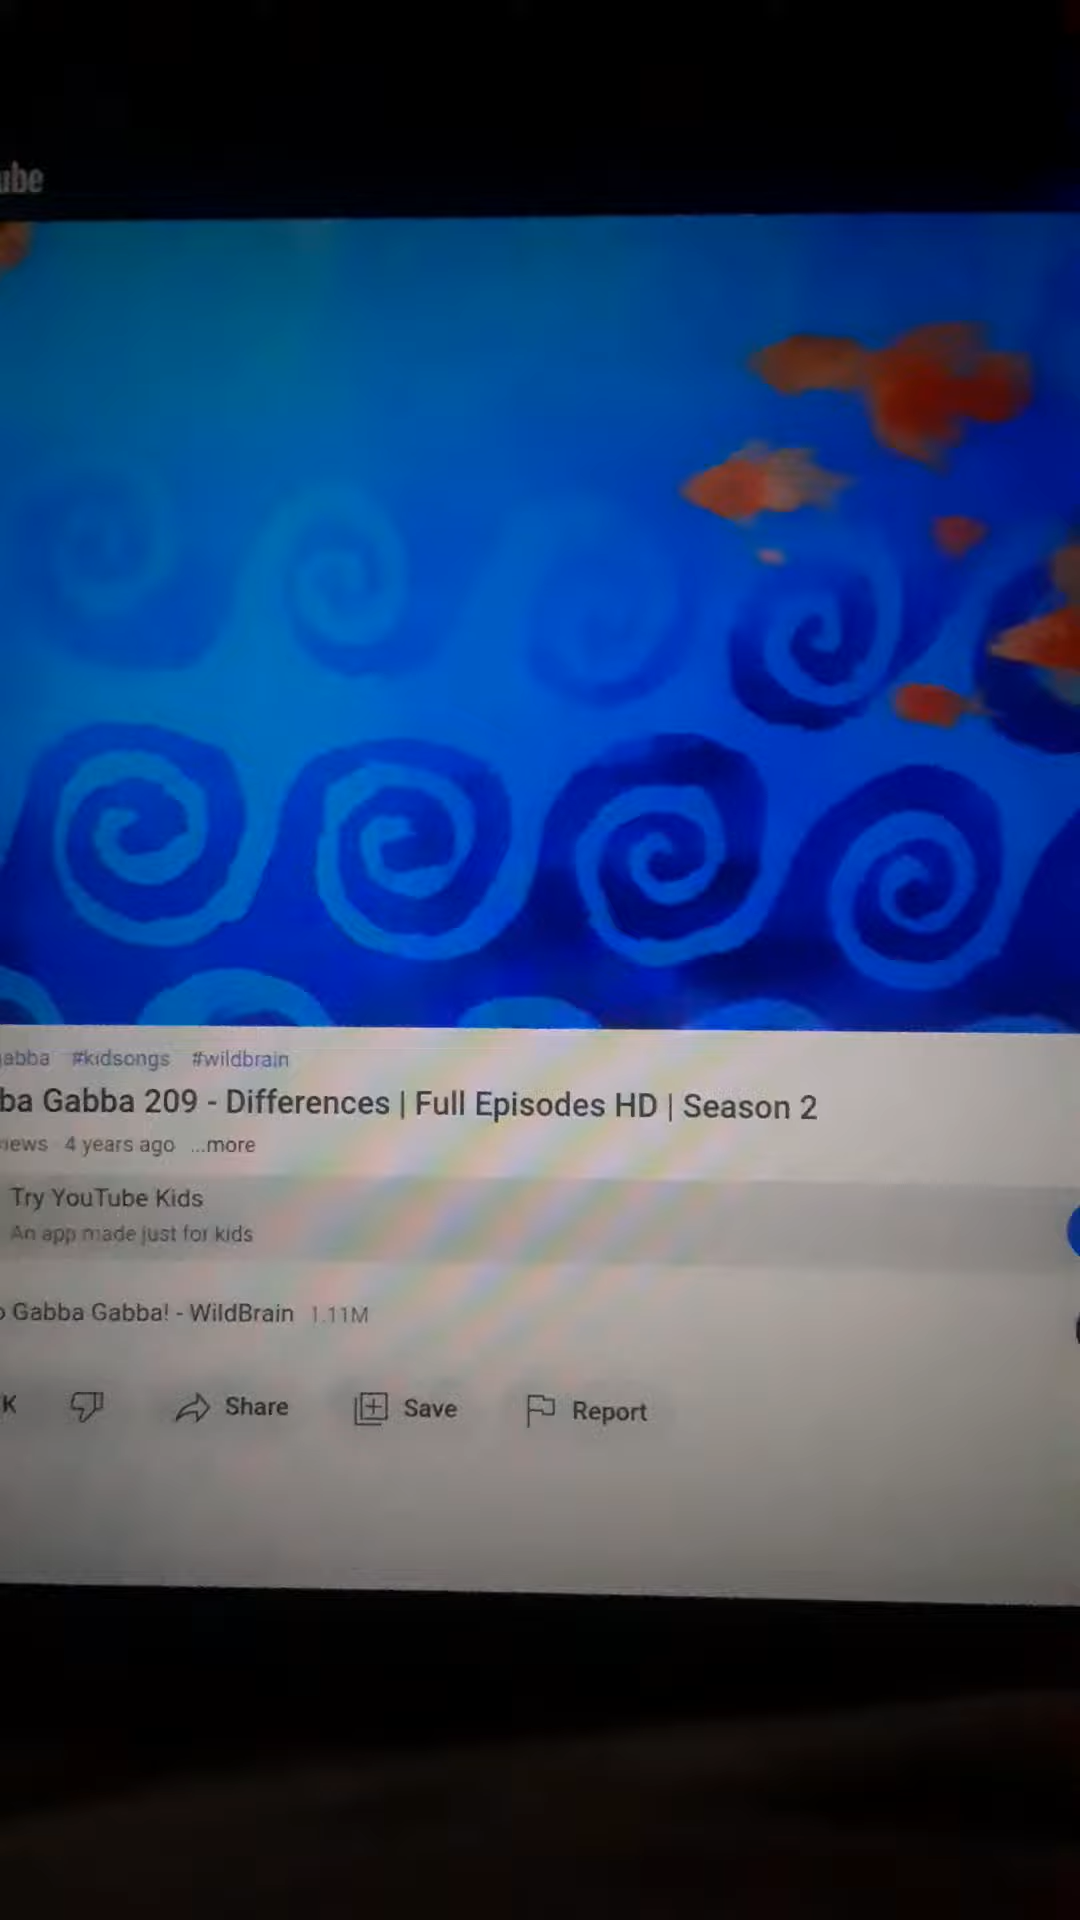 ube
abba #kidsongs #wildbrain
ba Gabba 209 - Differences | Full Episodes HD | Season 2
iews 4 years ago ...more
Try YouTube Kids
An app made just for kids
o Gabba Gabba! - WildBrain 1.11M
K Share Save Report